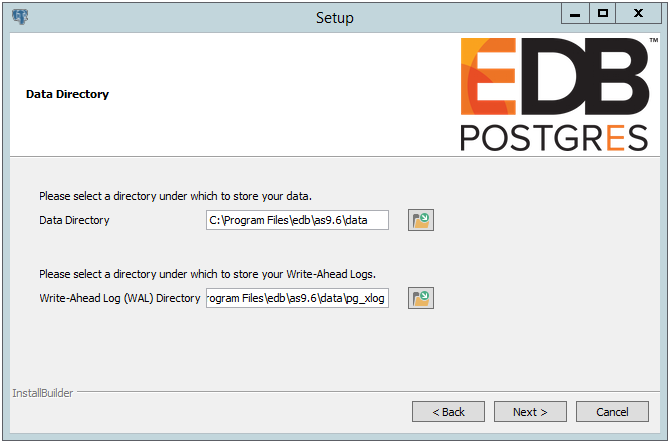 Setup
EDB™
POSTGRES
Data Directory
Please select a directory under which to store your data.
Data Directory C:\Program Files\edb\as9.6\data
Please select a directory under which to store your Write-Ahead Logs.
Write-Ahead Log (WAL) Directory rogram Files\edb\as9.6\data\pg_xlog
InstallBuilder
< Back Next > Cancel